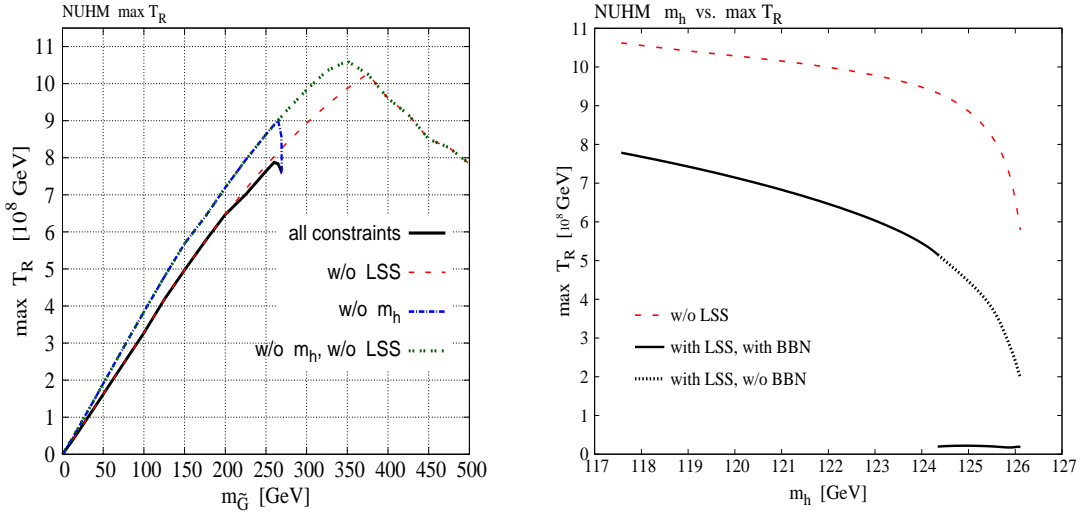 NUHM max T_R
11
10
9
8
7
6
5
4
3
2
1
0
max T_R [10^8 GeV]
all constraints
w/o LSS
w/o m_h
w/o m_h, w/o LSS
0 50 100 150 200 250 300 350 400 450 500
m_G̃ [GeV]
NUHM m_h vs. max T_R
11
10
9
8
7
6
5
4
3
2
1
0
max T_R [10^8 GeV]
w/o LSS
with LSS, with BBN
with LSS, w/o BBN
117 118 119 120 121 122 123 124 125 126 127
m_h [GeV]